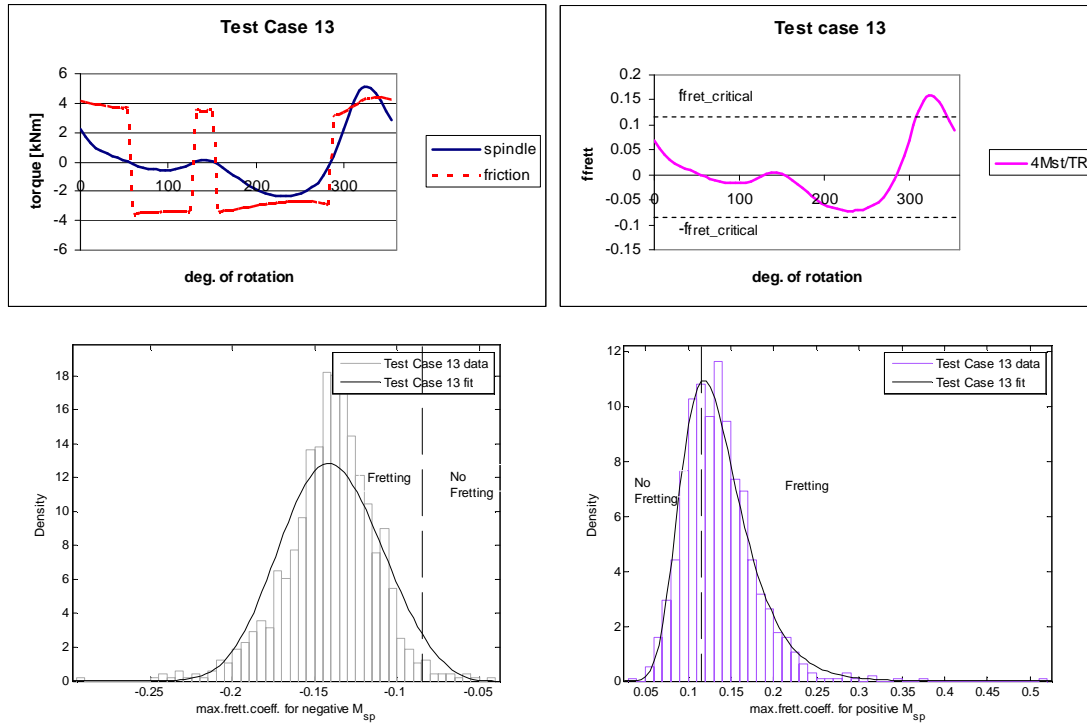 Test Case 13
6
4
2
0
-2
-4
-6
0
100
200
300
torque [kNm]
deg. of rotation
spindle
friction
Test case 13
0.2
0.15
0.1
0.05
0
-0.05
-0.1
-0.15
0
100
200
300
ffrett
ffret_critical
-ffret_critical
deg. of rotation
4Mst/TR
18
16
14
12
10
8
6
4
2
0
Density
Test Case 13 data
Test Case 13 fit
Fretting
No
Fretting
-0.25
-0.2
-0.15
-0.1
-0.05
max.frett.coeff. for negative Msp
12
10
8
6
4
2
0
Density
Test Case 13 data
Test Case 13 fit
No
Fretting
Fretting
0.05
0.1
0.15
0.2
0.25
0.3
0.35
0.4
0.45
0.5
max.frett.coeff. for positive Msp